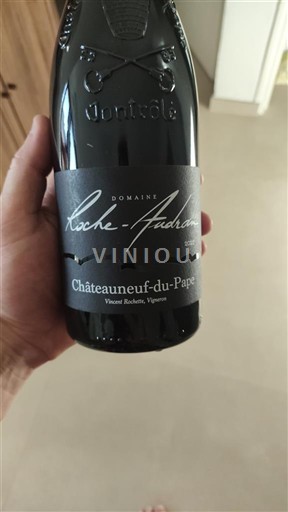 Contrôlé
DOMAINE
Roche-Audran
VINIOU
Châteauneuf-du-Pape
Vincent Rochette, Vigneron